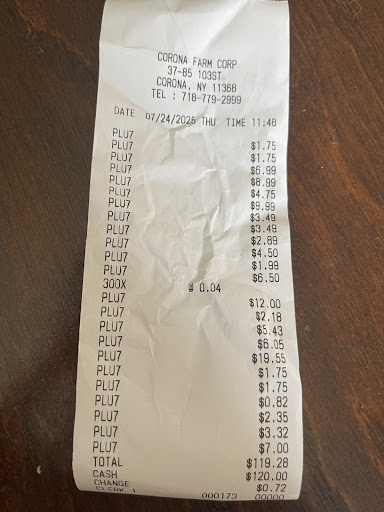 CORONA FARM CORP
37-85 103ST
CORONA, NY 11368
TEL : 718-779-2999
DATE 07/24/2025 THU TIME 11:48
PLU7 $1.75
PLU7 $1.75
PLU7 $6.99
PLU7 $8.99
PLU7 $4.75
PLU7 $9.99
PLU7 $3.49
PLU7 $3.49
PLU7 $2.89
PLU7 $4.50
PLU7 $1.99
PLU7 $6.50
300X @ 0.04
PLU7 $12.00
PLU7 $2.18
PLU7 $5.43
PLU7 $6.05
PLU7 $19.55
PLU7 $1.75
PLU7 $1.75
PLU7 $0.82
PLU7 $2.35
PLU7 $3.32
PLU7 $7.00
TOTAL $119.28
CASH $120.00
CHANGE $0.72
CLERK 1 000173 00000